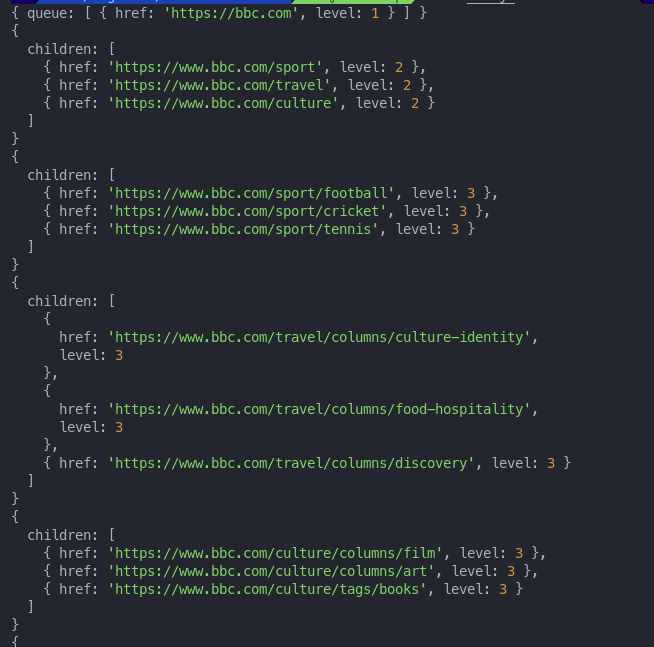 { queue: [ { href: 'https://bbc.com', level: 1 } ] }
{
  children: [
    { href: 'https://www.bbc.com/sport', level: 2 },
    { href: 'https://www.bbc.com/travel', level: 2 },
    { href: 'https://www.bbc.com/culture', level: 2 }
  ]
}
{
  children: [
    { href: 'https://www.bbc.com/sport/football', level: 3 },
    { href: 'https://www.bbc.com/sport/cricket', level: 3 },
    { href: 'https://www.bbc.com/sport/tennis', level: 3 }
  ]
}
{
  children: [
    {
      href: 'https://www.bbc.com/travel/columns/culture-identity',
      level: 3
    },
    {
      href: 'https://www.bbc.com/travel/columns/food-hospitality',
      level: 3
    },
    { href: 'https://www.bbc.com/travel/columns/discovery', level: 3 }
  ]
}
{
  children: [
    { href: 'https://www.bbc.com/culture/columns/film', level: 3 },
    { href: 'https://www.bbc.com/culture/columns/art', level: 3 },
    { href: 'https://www.bbc.com/culture/tags/books', level: 3 }
  ]
}
{